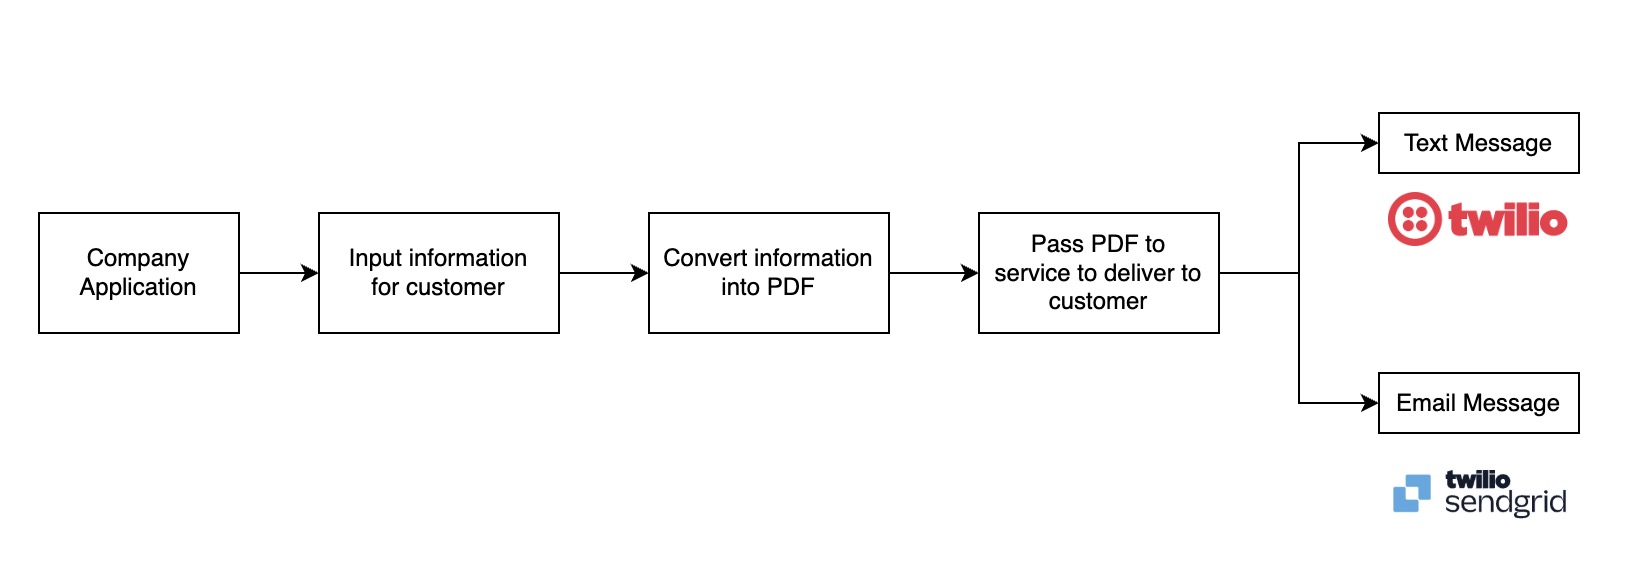 Company
Application
Input information
for customer
Convert information
into PDF
Pass PDF to
service to deliver to
customer
Text Message
twilio
Email Message
twilio
sendgrid